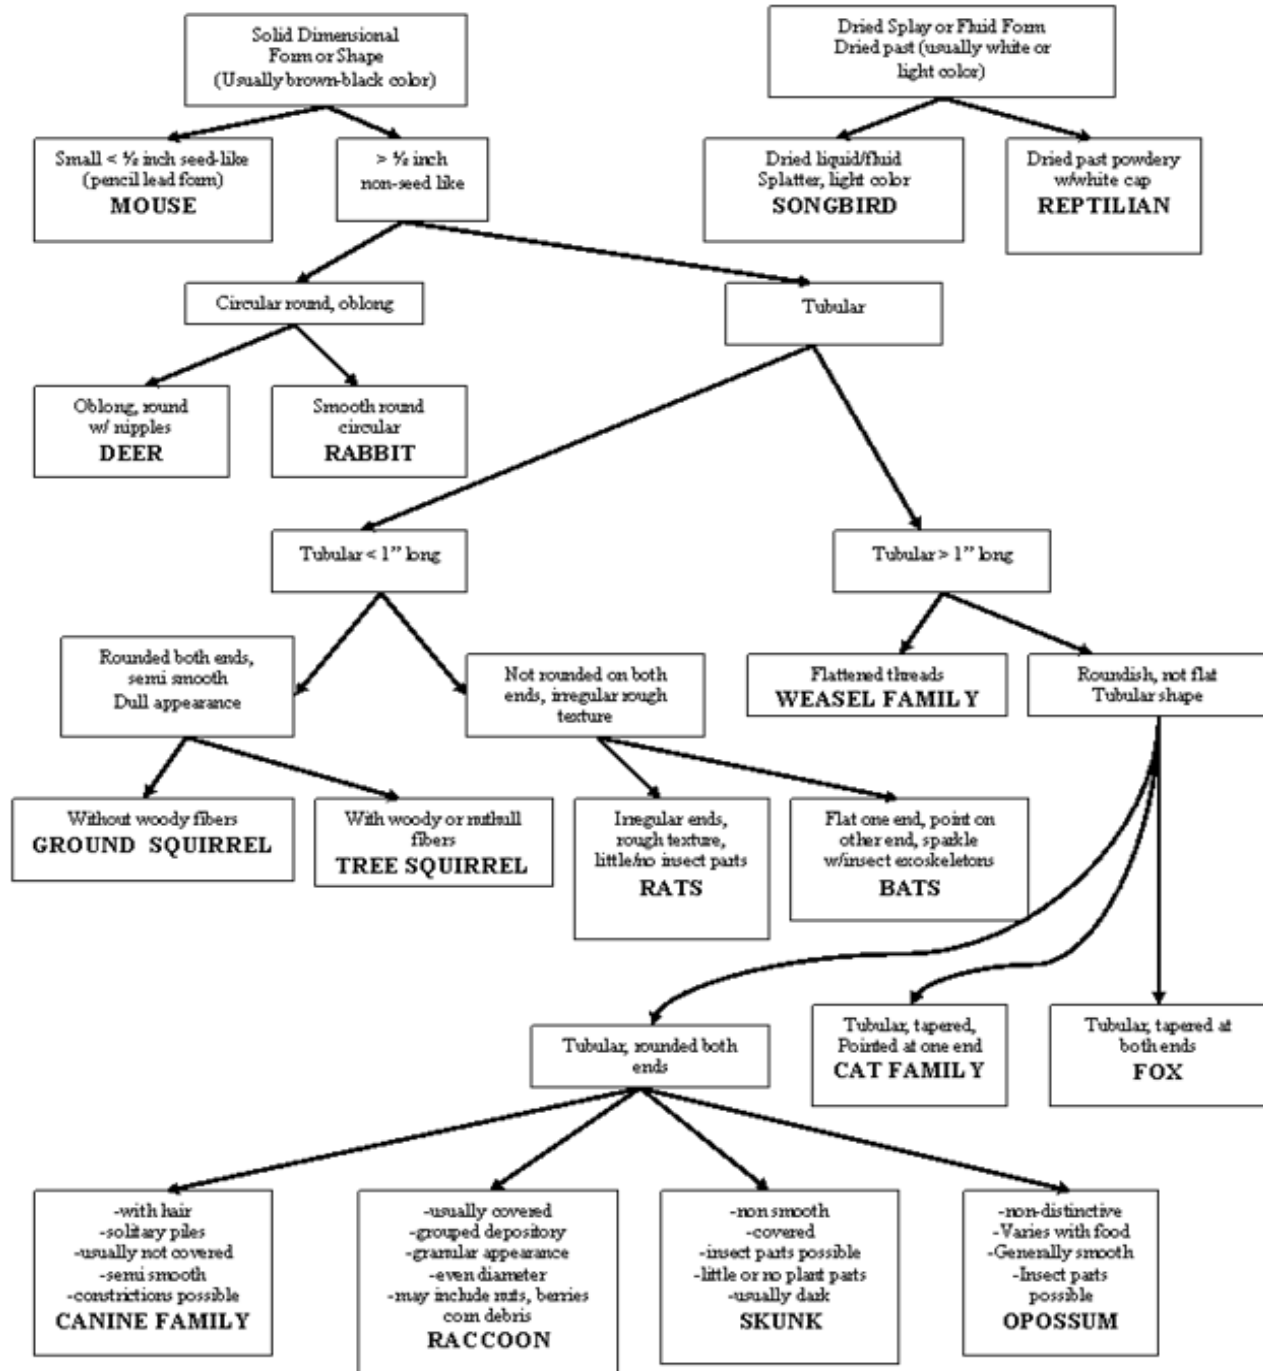 Solid Dimensional
Form or Shape
(Usually brown-black color)
Dried Splay or Fluid Form
Dried past (usually white or
light color)
Small < ½ inch seed-like
(pencil lead form)
MOUSE
> ½ inch
non-seed like
Dried liquid/fluid
Splatter, light color
SONGBIRD
Dried past powdery
w/white cap
REPTILIAN
Circular round, oblong
Tubular
Oblong, round
w/ nipples
DEER
Smooth round
circular
RABBIT
Tubular < 1” long
Tubular > 1” long
Rounded both ends,
semi smooth
Dull appearance
Not rounded on both
ends, irregular rough
texture
Flattened threads
WEASEL FAMILY
Roundish, not flat
Tubular shape
Without woody fibers
GROUND SQUIRREL
With woody or nuthull
fibers
TREE SQUIRREL
Irregular ends,
rough texture,
little/no insect parts
RATS
Flat one end, point on
other end, sparkle
w/insect exoskeletons
BATS
Tubular, rounded both
ends
Tubular, tapered,
Pointed at one end
CAT FAMILY
Tubular, tapered at
both ends
FOX
-with hair
-solitary piles
-usually not covered
-semi smooth
-constrictions possible
CANINE FAMILY
-usually covered
-grouped depository
-granular appearance
-even diameter
-may include nuts, berries
corn debris
RACCOON
-non smooth
-covered
-insect parts possible
-little or no plant parts
-usually dark
SKUNK
-non-distinctive
-Varies with food
-Generally smooth
-Insect parts
possible
OPOSSUM